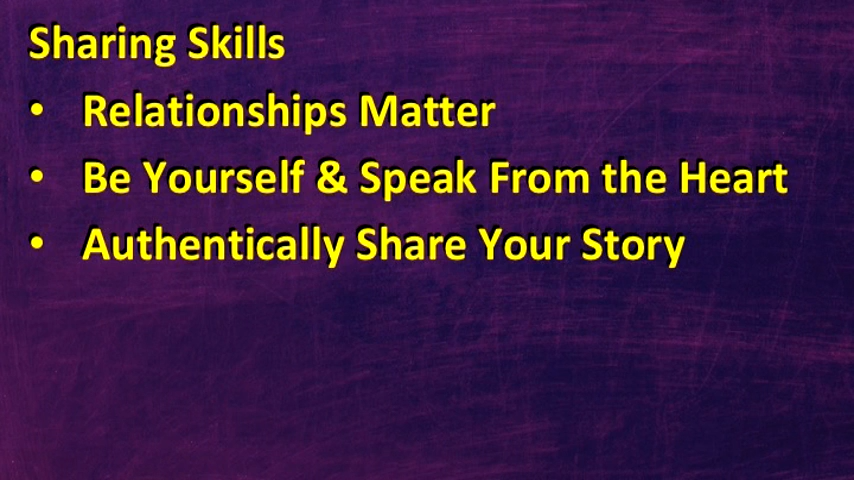 Sharing Skills
• Relationships Matter
• Be Yourself & Speak From the Heart
• Authentically Share Your Story